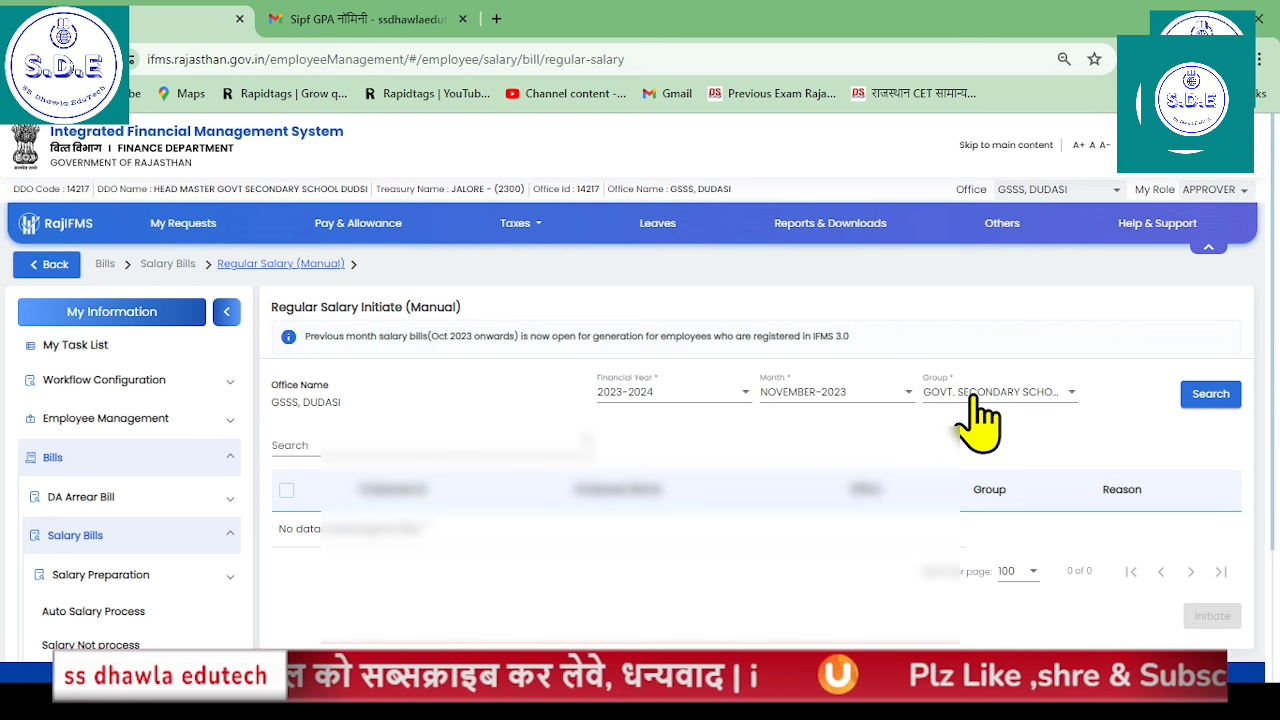 Sipf GPA नॉमिनी - ssdhawlaedut
ifms.rajasthan.gov.in/employeeManagement/#/employee/salary/bill/regular-salary
S.D.E
SS Dhawla EduTech
S.D.E
be Maps Rapidtags | Grow q... Rapidtags | YouTub... Channel content -... Gmail Previous Exam Raja... राजस्थान CET सामान्य... ks
Integrated Financial Management System
वित्त विभाग I FINANCE DEPARTMENT
GOVERNMENT OF RAJASTHAN
Skip to main content A+ A A-
DDO Code : 14217 DDO Name : HEAD MASTER GOVT SECONDARY SCHOOL DUDSI Treasury Name : JALORE - (2300) Office Id : 14217 Office Name : GSSS, DUDASI Office GSSS, DUDASI My Role APPROVER
RajIFMS My Requests Pay & Allowance Taxes Leaves Reports & Downloads Others Help & Support
Back Bills Salary Bills Regular Salary (Manual)
My Information
My Task List
Workflow Configuration
Employee Management
Bills
DA Arrear Bill
Salary Bills
Salary Preparation
Auto Salary Process
Salary Not process
Regular Salary Initiate (Manual)
Previous month salary bills(Oct 2023 onwards) is now open for generation for employees who are registered in IFMS 3.0
Office Name
GSSS, DUDASI
Financial Year *
2023-2024
Month *
NOVEMBER-2023
Group *
GOVT. SECONDARY SCHO...
Search
Search
Employee Name Office Group Reason
No data
r page: 100 0 of 0
Initiate
ss dhawla edutech
ल को सब्सक्राइब कर लेवे, धन्यवाद | i Plz Like ,shre & Subsc